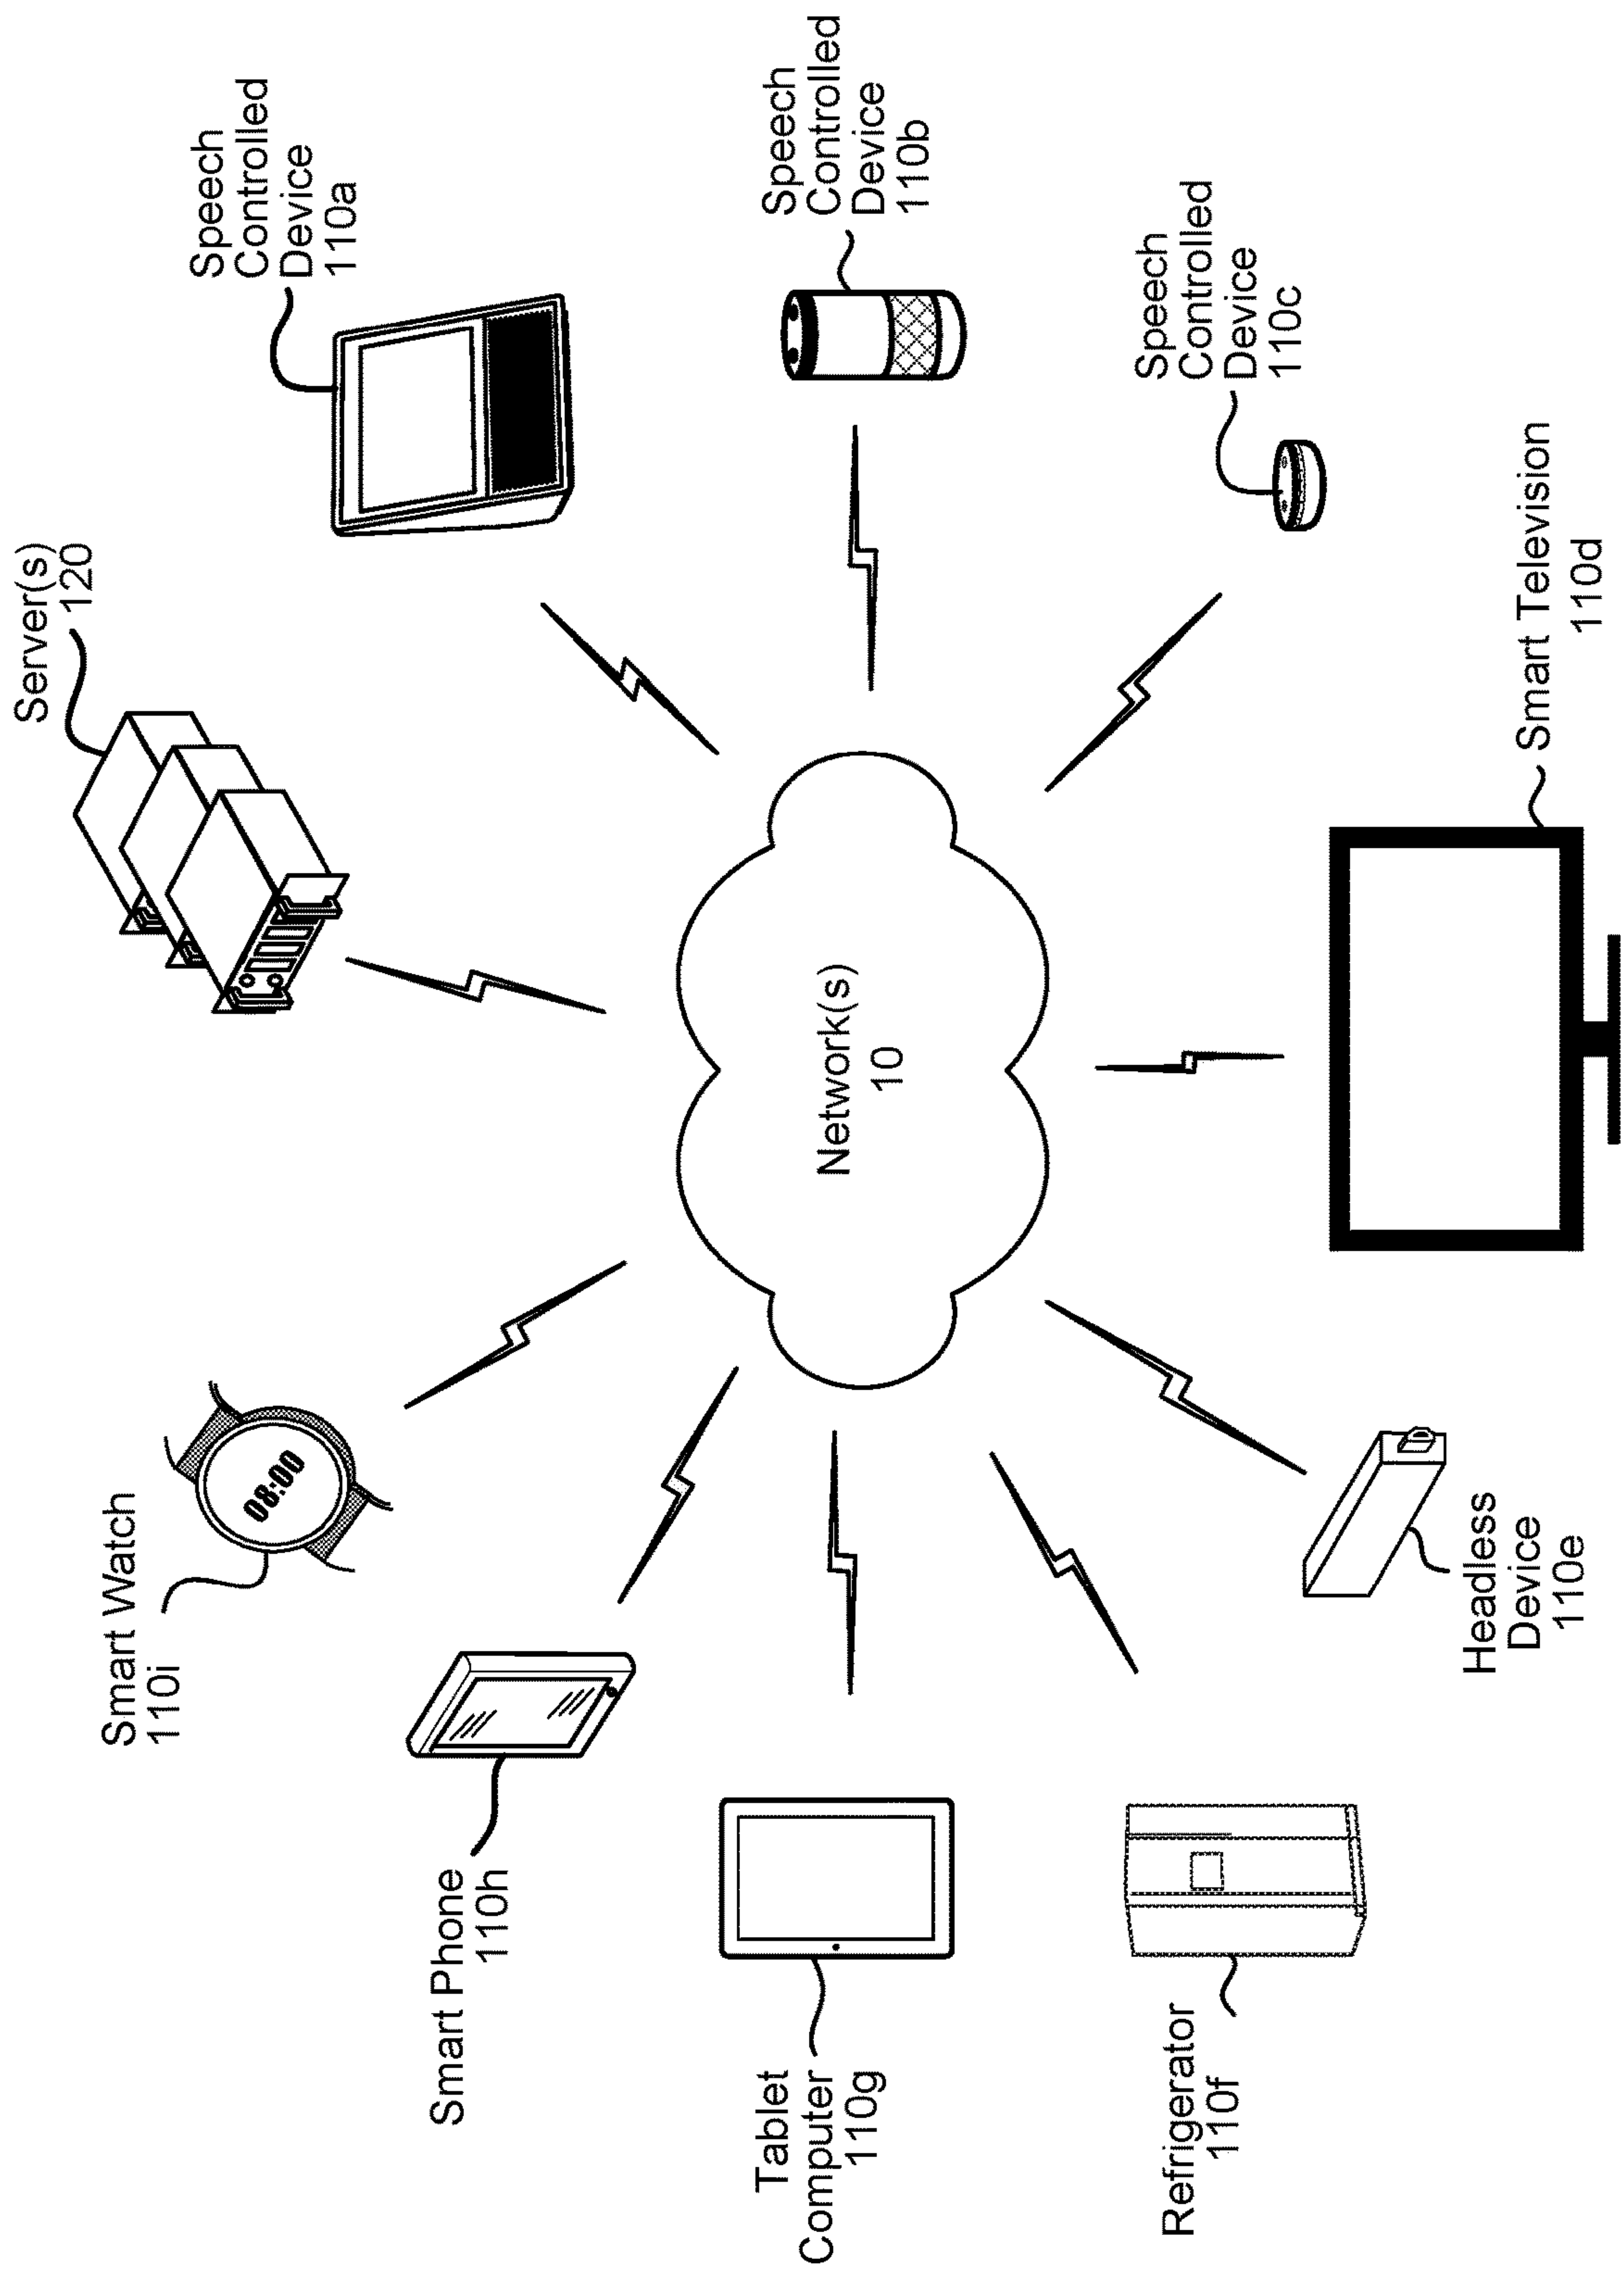 Server(s)
120
Smart Watch
110i
Speech
Controlled
Device
110a
Smart Phone
110h
Network(s)
10
Speech
Controlled
Device
110b
Tablet
Computer
110g
Speech
Controlled
Device
110c
Refrigerator
110f
Headless
Device
110e
Smart Television
110d
08:00